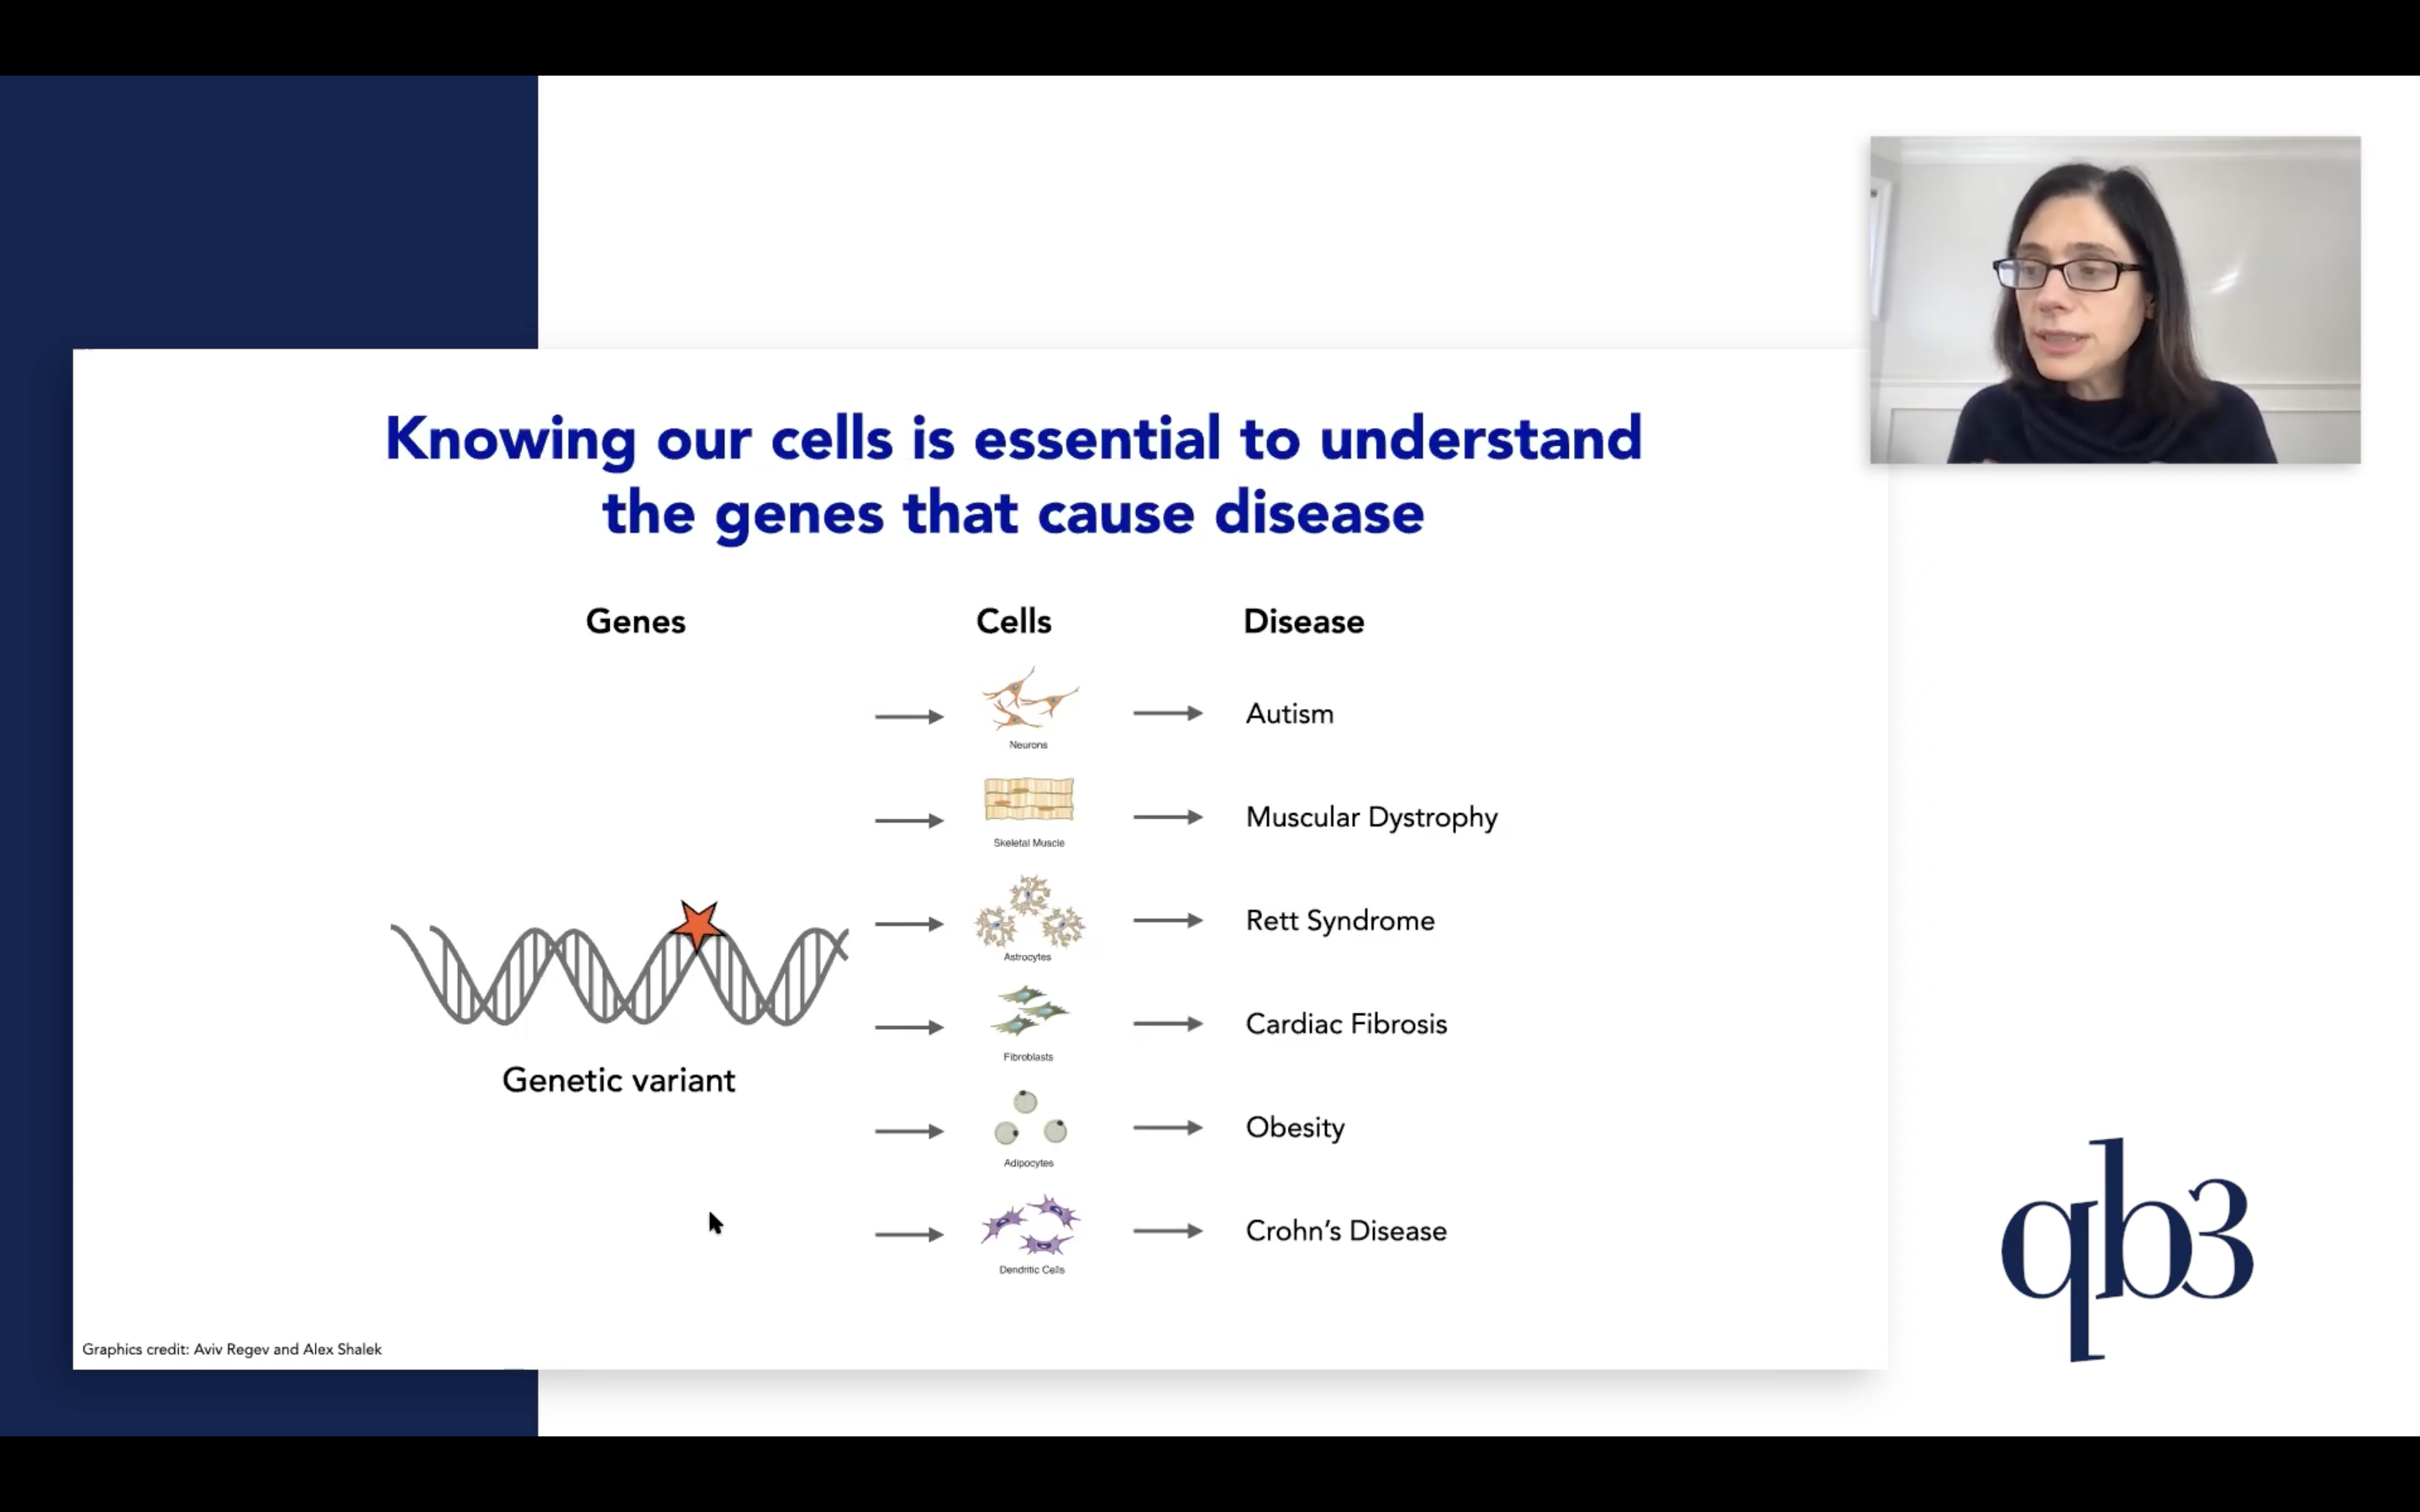 Knowing our cells is essential to understand
the genes that cause disease
Genes
Cells
Disease
Neurons
Autism
Skeletal Muscle
Muscular Dystrophy
Astrocytes
Rett Syndrome
Fibroblasts
Cardiac Fibrosis
Genetic variant
Adipocytes
Obesity
Dendritic Cells
Crohn’s Disease
Graphics credit: Aviv Regev and Alex Shalek
qb3